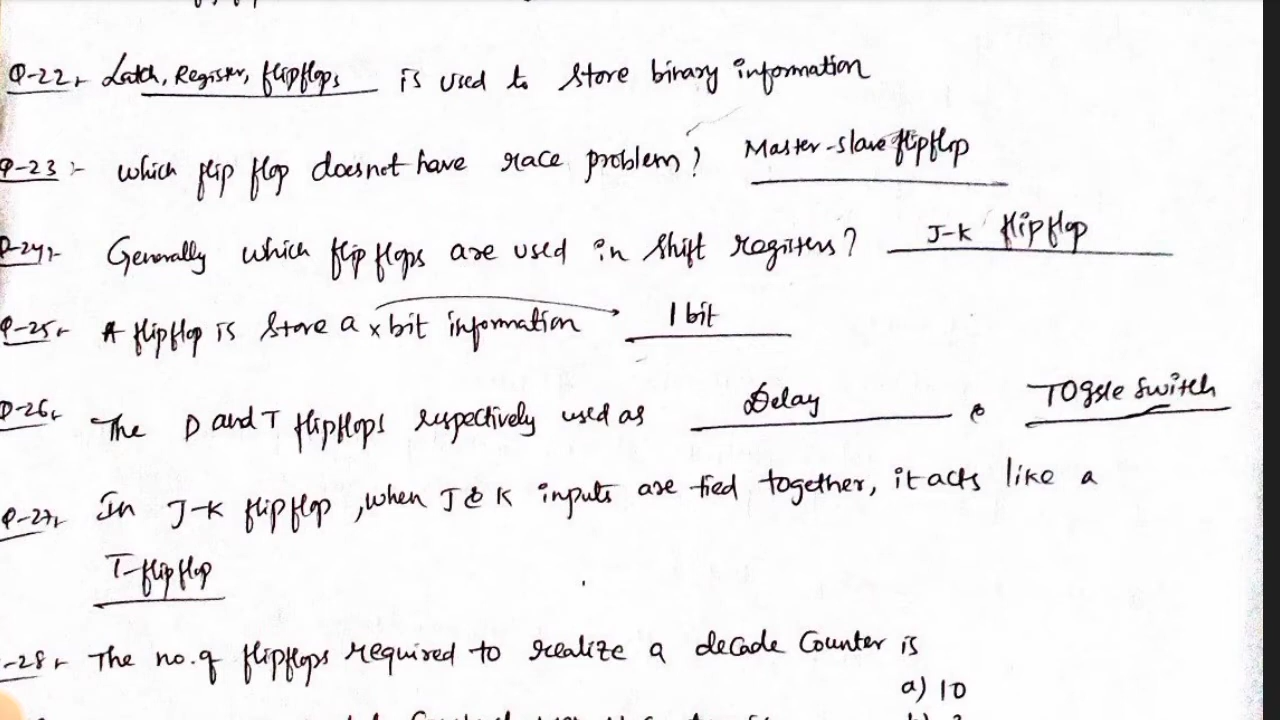 Q-22:- Latch, Register, flipflops is used to store binary information
Q-23:- which flip flop doesnot have race problem? Master-slave flipflop
Q-24:- Generally which flip flops are used in shift registers? J-K flipflop
Q-25:- A flipflop is store a x bit information 1 bit
Q-26:- The D and T flipflops respectively used as Delay & TOggle switch
Q-27:- In J-K flipflop, when J & K inputs are tied together, it acts like a
T-flipflop
-28:- The no. of flipflops required to realize a decade counter is
a) 10